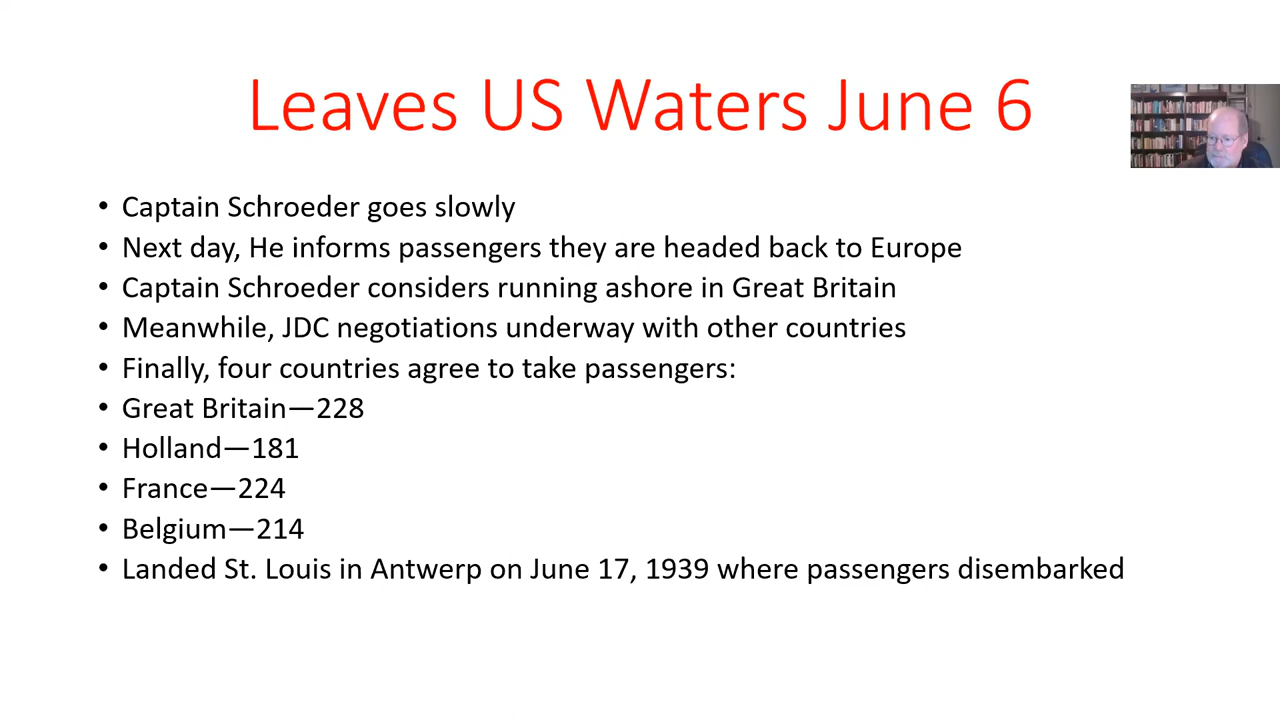 Leaves US Waters June 6
• Captain Schroeder goes slowly
• Next day, He informs passengers they are headed back to Europe
• Captain Schroeder considers running ashore in Great Britain
• Meanwhile, JDC negotiations underway with other countries
• Finally, four countries agree to take passengers:
• Great Britain—228
• Holland—181
• France—224
• Belgium—214
• Landed St. Louis in Antwerp on June 17, 1939 where passengers disembarked